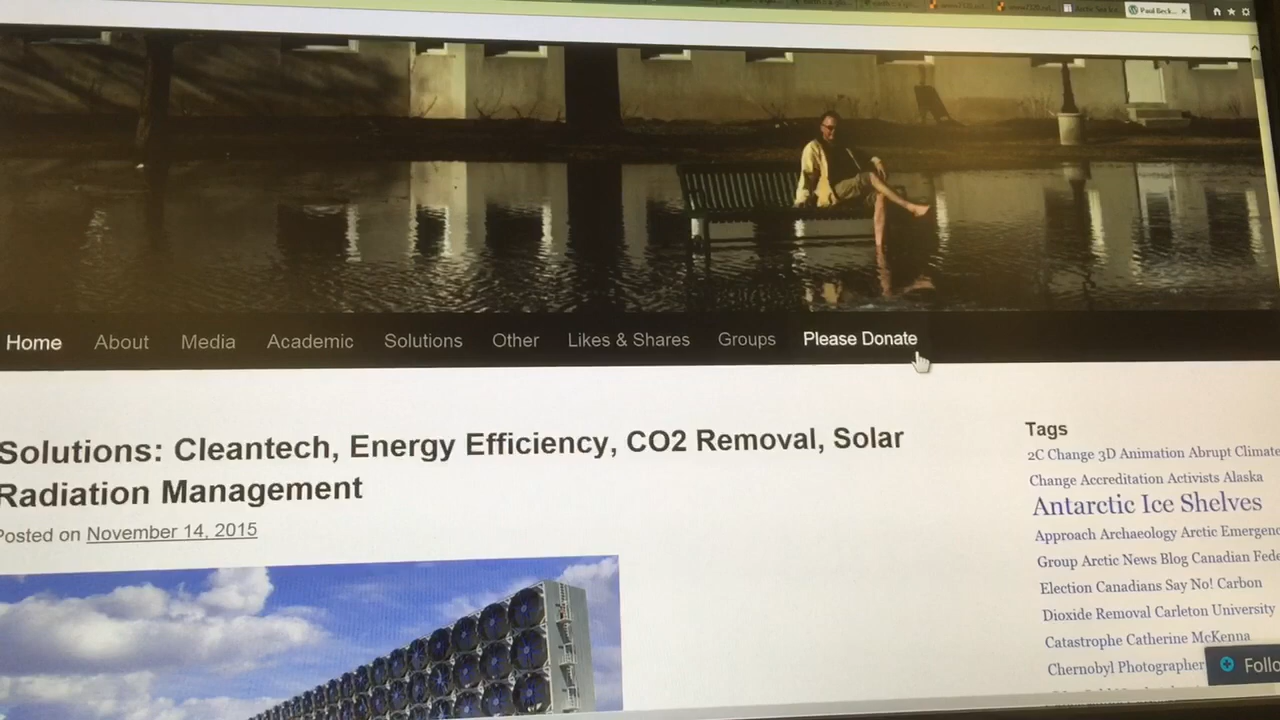 Paul Beck...
Home About Media Academic Solutions Other Likes & Shares Groups Please Donate
Solutions: Cleantech, Energy Efficiency, CO2 Removal, Solar
Radiation Management
Posted on November 14, 2015
Tags
2C Change 3D Animation Abrupt Climate
Change Accreditation Activists Alaska
Antarctic Ice Shelves
Approach Archaeology Arctic Emergenc
Group Arctic News Blog Canadian Fede
Election Canadians Say No! Carbon
Dioxide Removal Carleton University
Catastrophe Catherine McKenna
Chernobyl Photographer
Follo